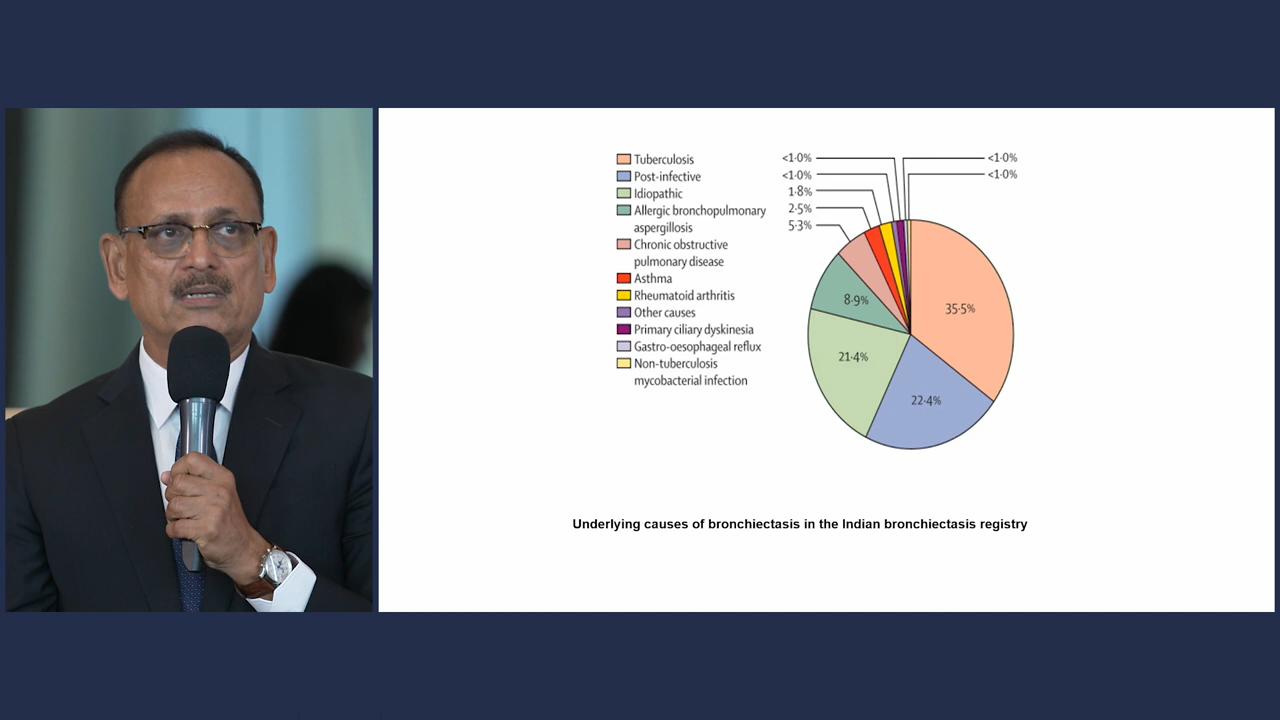 Tuberculosis
Post-infective
Idiopathic
Allergic bronchopulmonary
aspergillosis
Chronic obstructive
pulmonary disease
Asthma
Rheumatoid arthritis
Other causes
Primary ciliary dyskinesia
Gastro-oesophageal reflux
Non-tuberculosis
mycobacterial infection
<1·0%
<1·0%
1·8%
2·5%
5·3%
<1·0%
<1·0%
8·9%
35·5%
21·4%
22·4%
Underlying causes of bronchiectasis in the Indian bronchiectasis registry